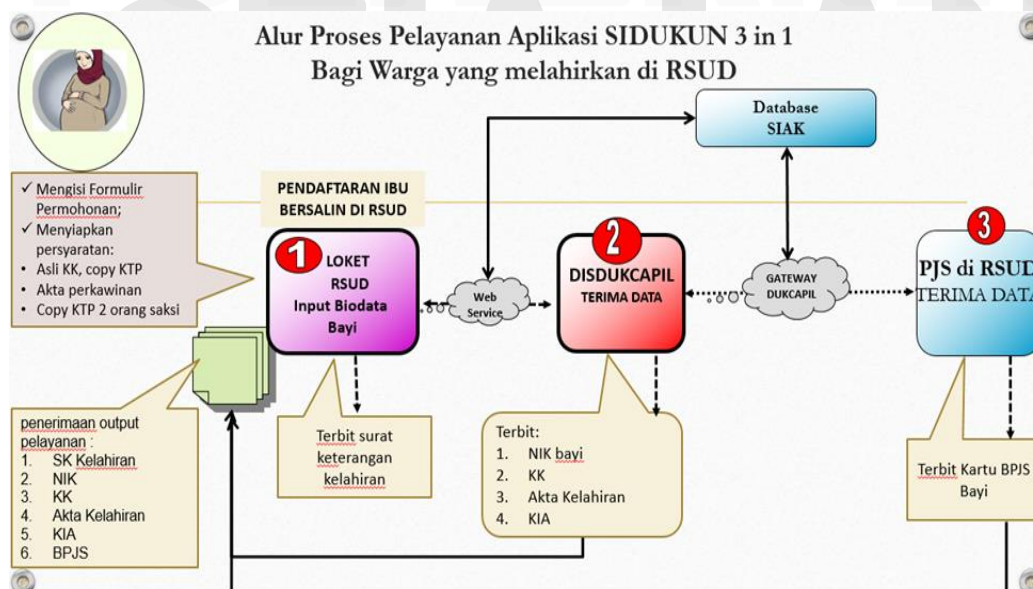 Alur Proses Pelayanan Aplikasi SIDUKUN 3 in 1
Bagi Warga yang melahirkan di RSUD
Database
SIAK
✓ Mengisi Formulir
Permohonan;
✓ Menyiapkan
persyaratan:
• Asli KK, copy KTP
• Akta perkawinan
• Copy KTP 2 orang saksi
PENDAFTARAN IBU
BERSALIN DI RSUD
1
LOKET
RSUD
Input Biodata
Bayi
Web
Service
2
DISDUKCAPIL
TERIMA DATA
GATEWAY
DUKCAPIL
3
PJS di RSUD
TERIMA DATA
penerimaan output
pelayanan :
1. SK Kelahiran
2. NIK
3. KK
4. Akta Kelahiran
5. KIA
6. BPJS
Terbit surat
keterangan
kelahiran
Terbit:
1. NIK bayi
2. KK
3. Akta Kelahiran
4. KIA
Terbit Kartu BPJS
Bayi